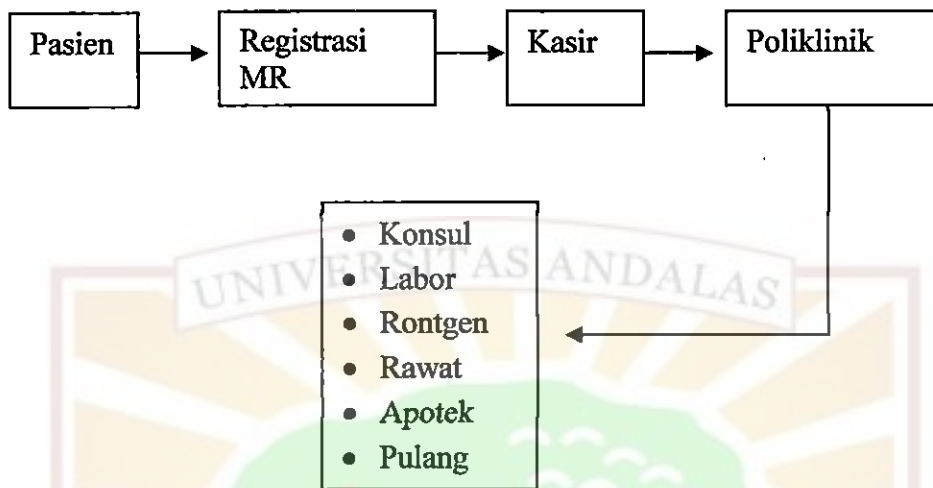 Pasien
Registrasi
MR
Kasir
Poliklinik
UNIVERSITAS ANDALAS
• Konsul
• Labor
• Rontgen
• Rawat
• Apotek
• Pulang